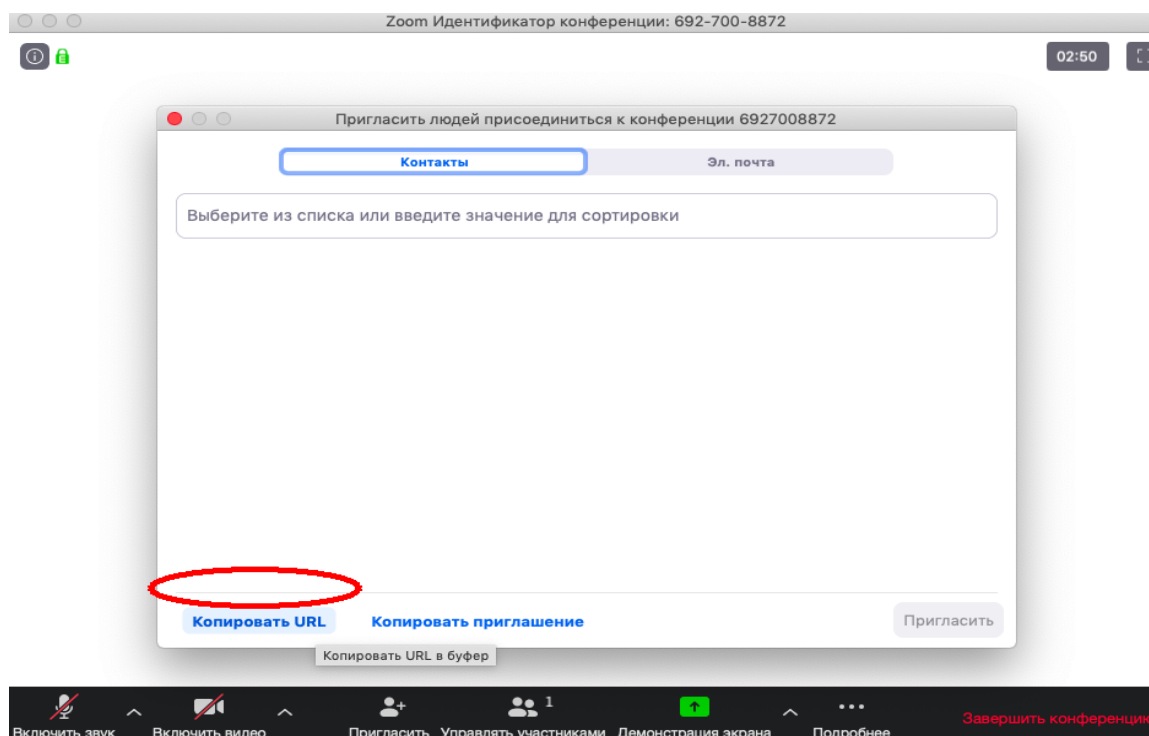 Zoom Идентификатор конференции: 692-700-8872
02:50
Пригласить людей присоединиться к конференции 6927008872
Контакты Эл. почта
Выберите из списка или введите значение для сортировки
Копировать URL Копировать приглашение Пригласить
Копировать URL в буфер
1
Включить звук Включить видео Пригласить Управлять участниками Демонстрация экрана Подробнее Завершить конференцию